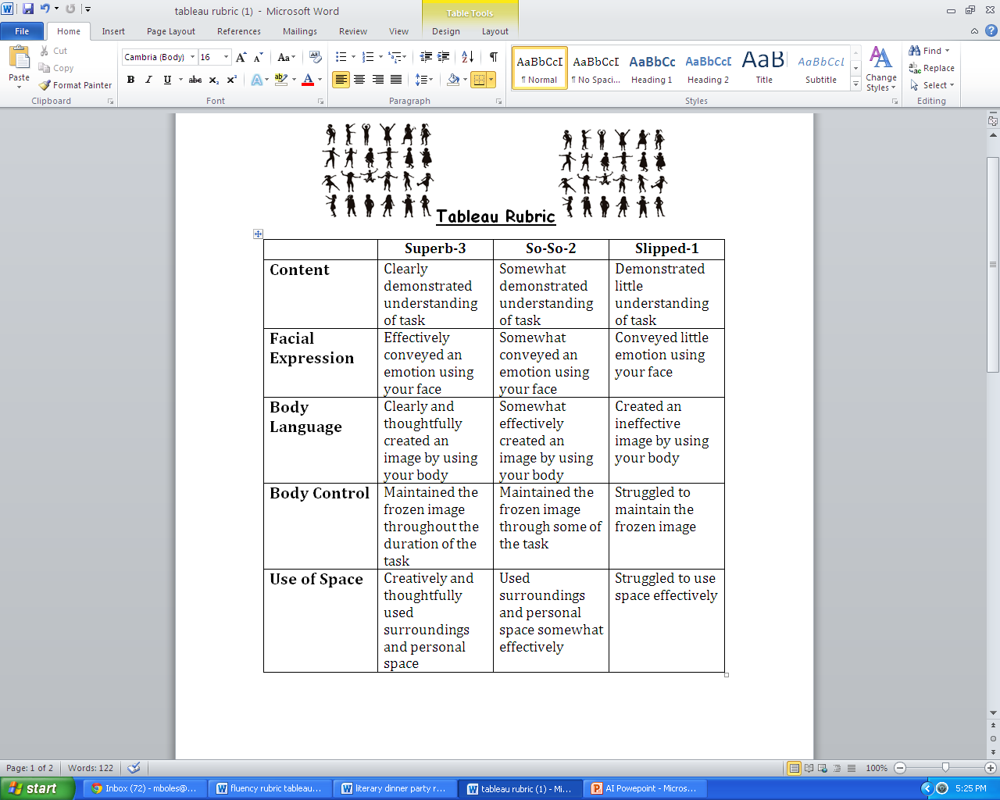 tableau rubric (1) - Microsoft Word
Table Tools
File Home Insert Page Layout References Mailings Review View Design Layout
Paste
Cut
Copy
Format Painter
Clipboard
Cambria (Body) 16
Font
Paragraph
AaBbCcI AaBbCcI AaBbCc AaBbCcI AaB AaBbCcL
¶ Normal ¶ No Spaci... Heading 1 Heading 2 Title Subtitle
Change
Styles
Styles
Find
Replace
Select
Editing
Tableau Rubric
Superb-3 So-So-2 Slipped-1
Content
Clearly
demonstrated
understanding
of task
Somewhat
demonstrated
understanding
of task
Demonstrated
little
understanding
of task
Facial
Expression
Effectively
conveyed an
emotion using
your face
Somewhat
conveyed an
emotion using
your face
Conveyed little
emotion using
your face
Body
Language
Clearly and
thoughtfully
created an
image by using
your body
Somewhat
effectively
created an
image by using
your body
Created an
ineffective
image by using
your body
Body Control
Maintained the
frozen image
throughout the
duration of the
task
Maintained the
frozen image
through some of
the task
Struggled to
maintain the
frozen image
Use of Space
Creatively and
thoughtfully
used
surroundings
and personal
space
Used
surroundings
and personal
space somewhat
effectively
Struggled to use
space effectively
Page: 1 of 2 Words: 122 100%
start Inbox (72) - mboles@... fluency rubric tableau... literary dinner party r... tableau rubric (1) - Mi... AI Powepoint - Micros... 5:25 PM